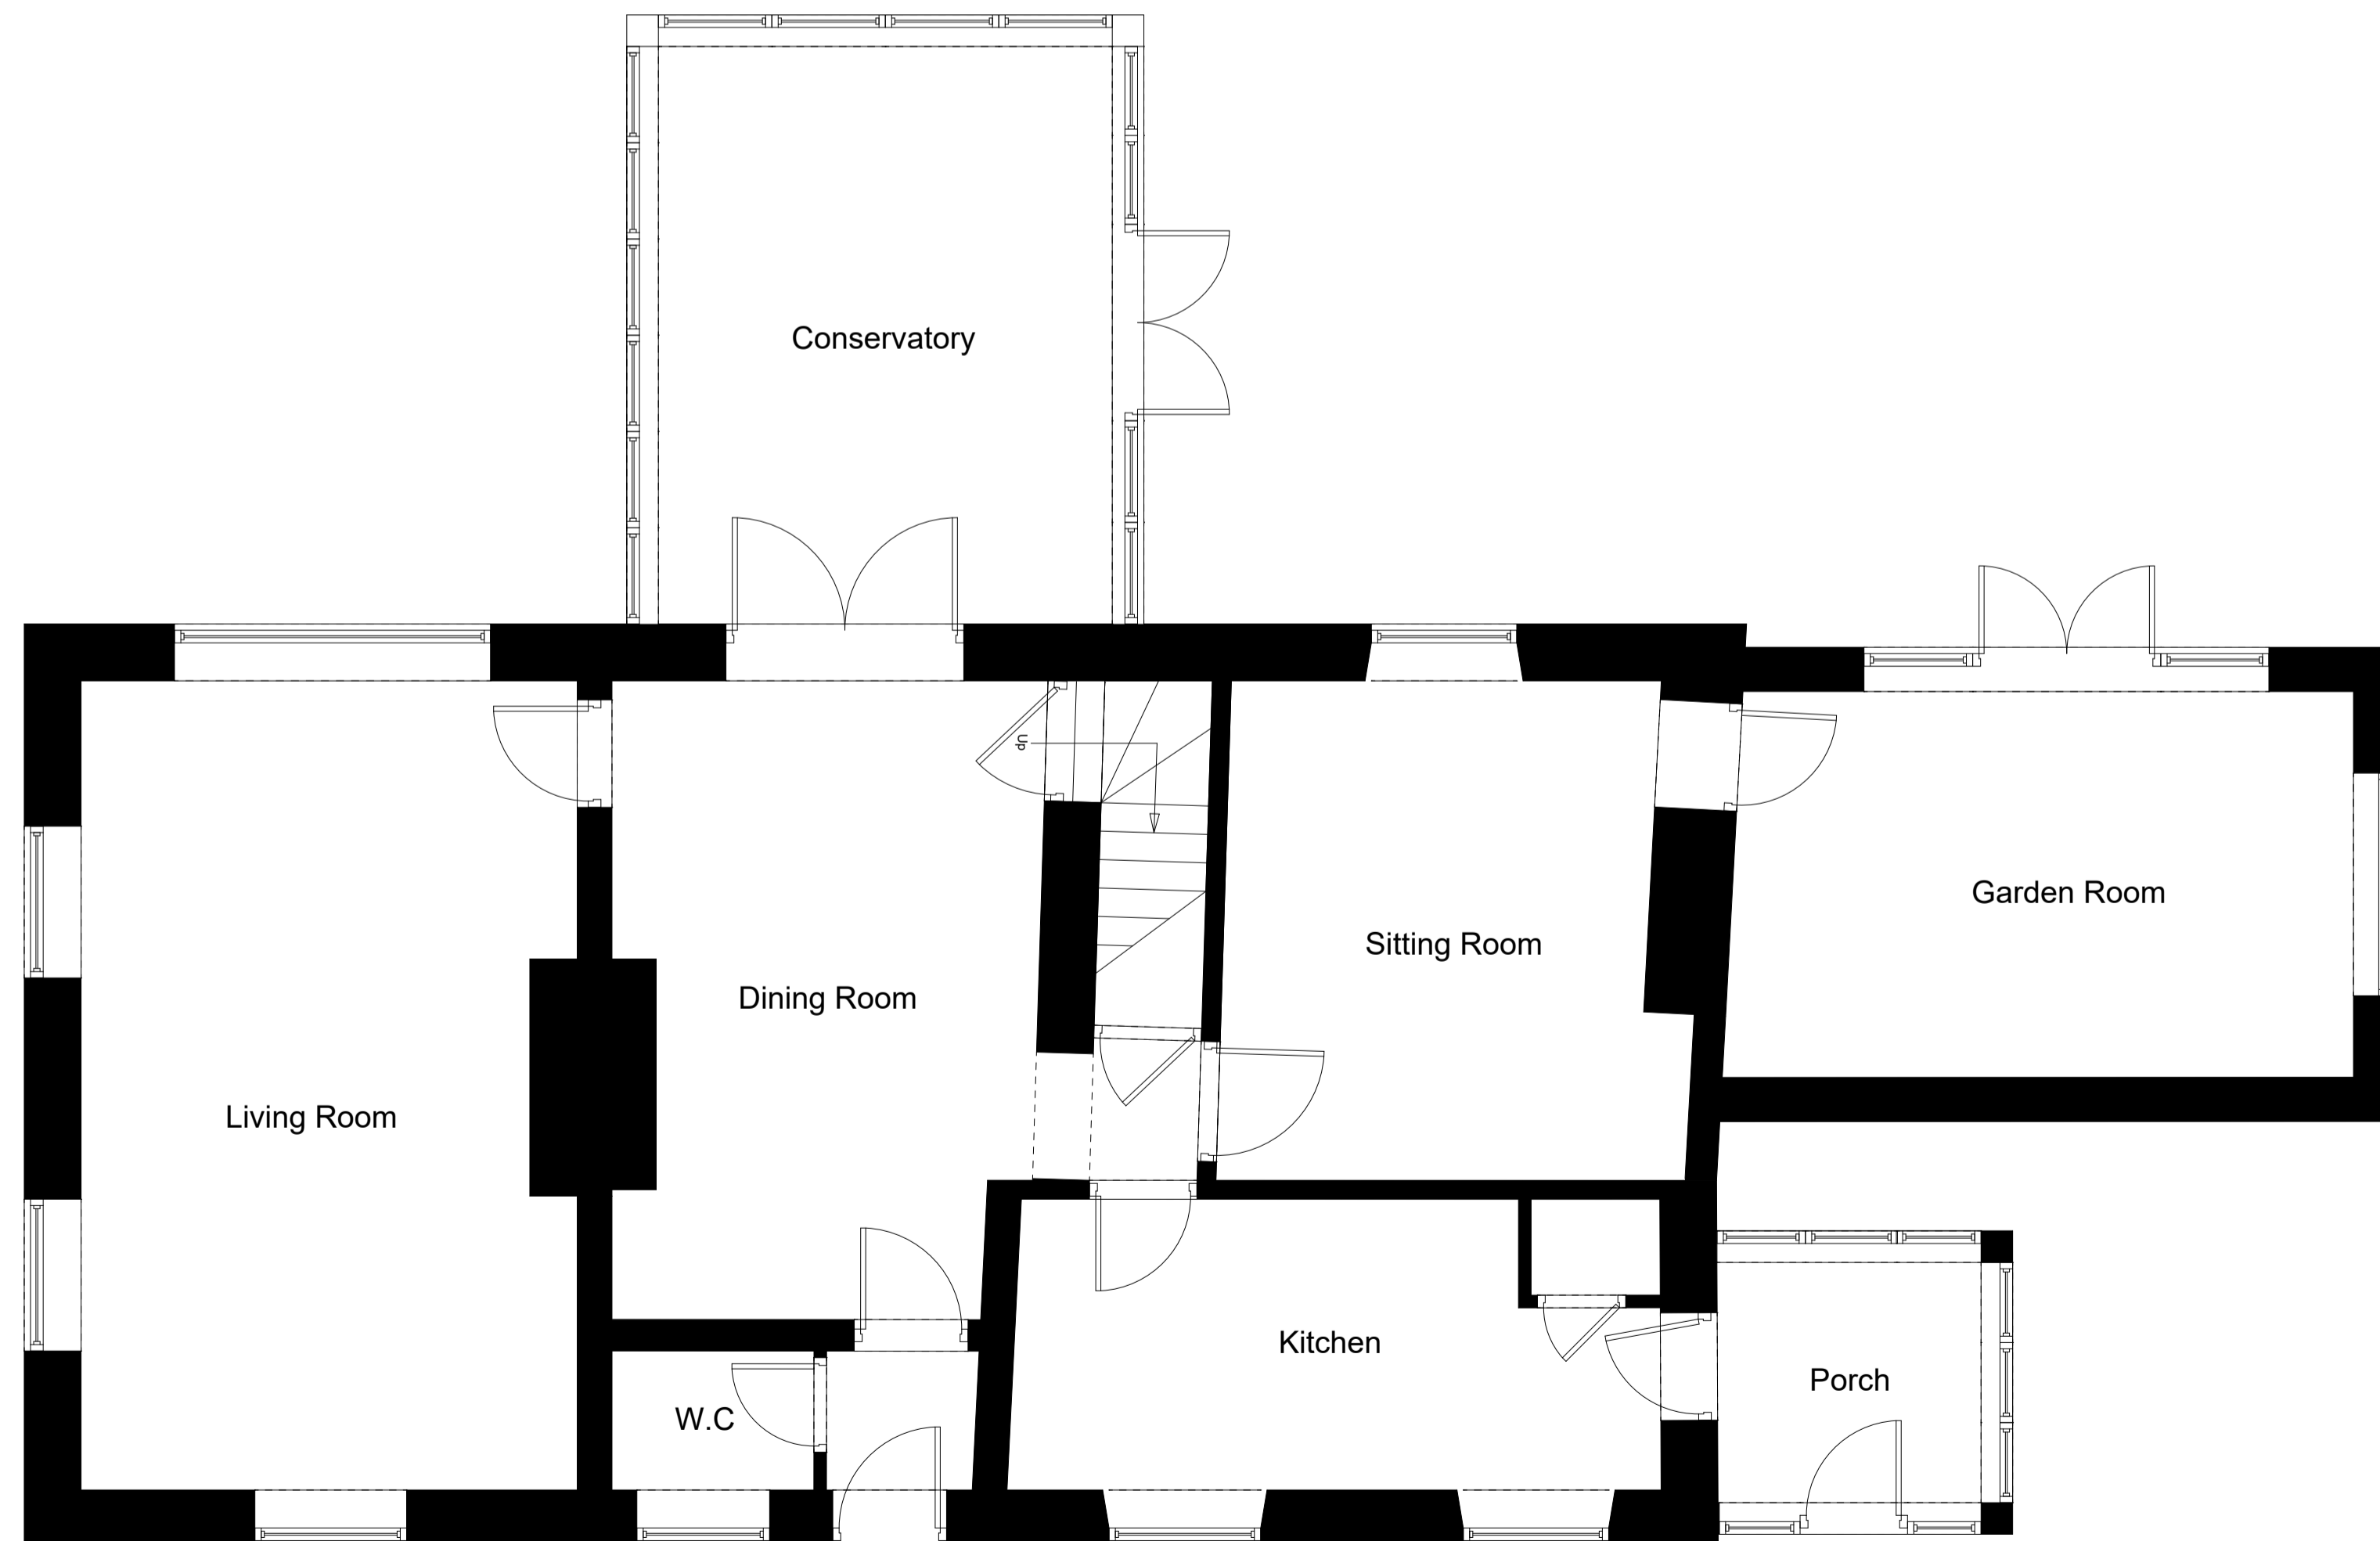 Conservatory
Up
Garden Room
Sitting Room
Dining Room
Living Room
Kitchen
Porch
W.C